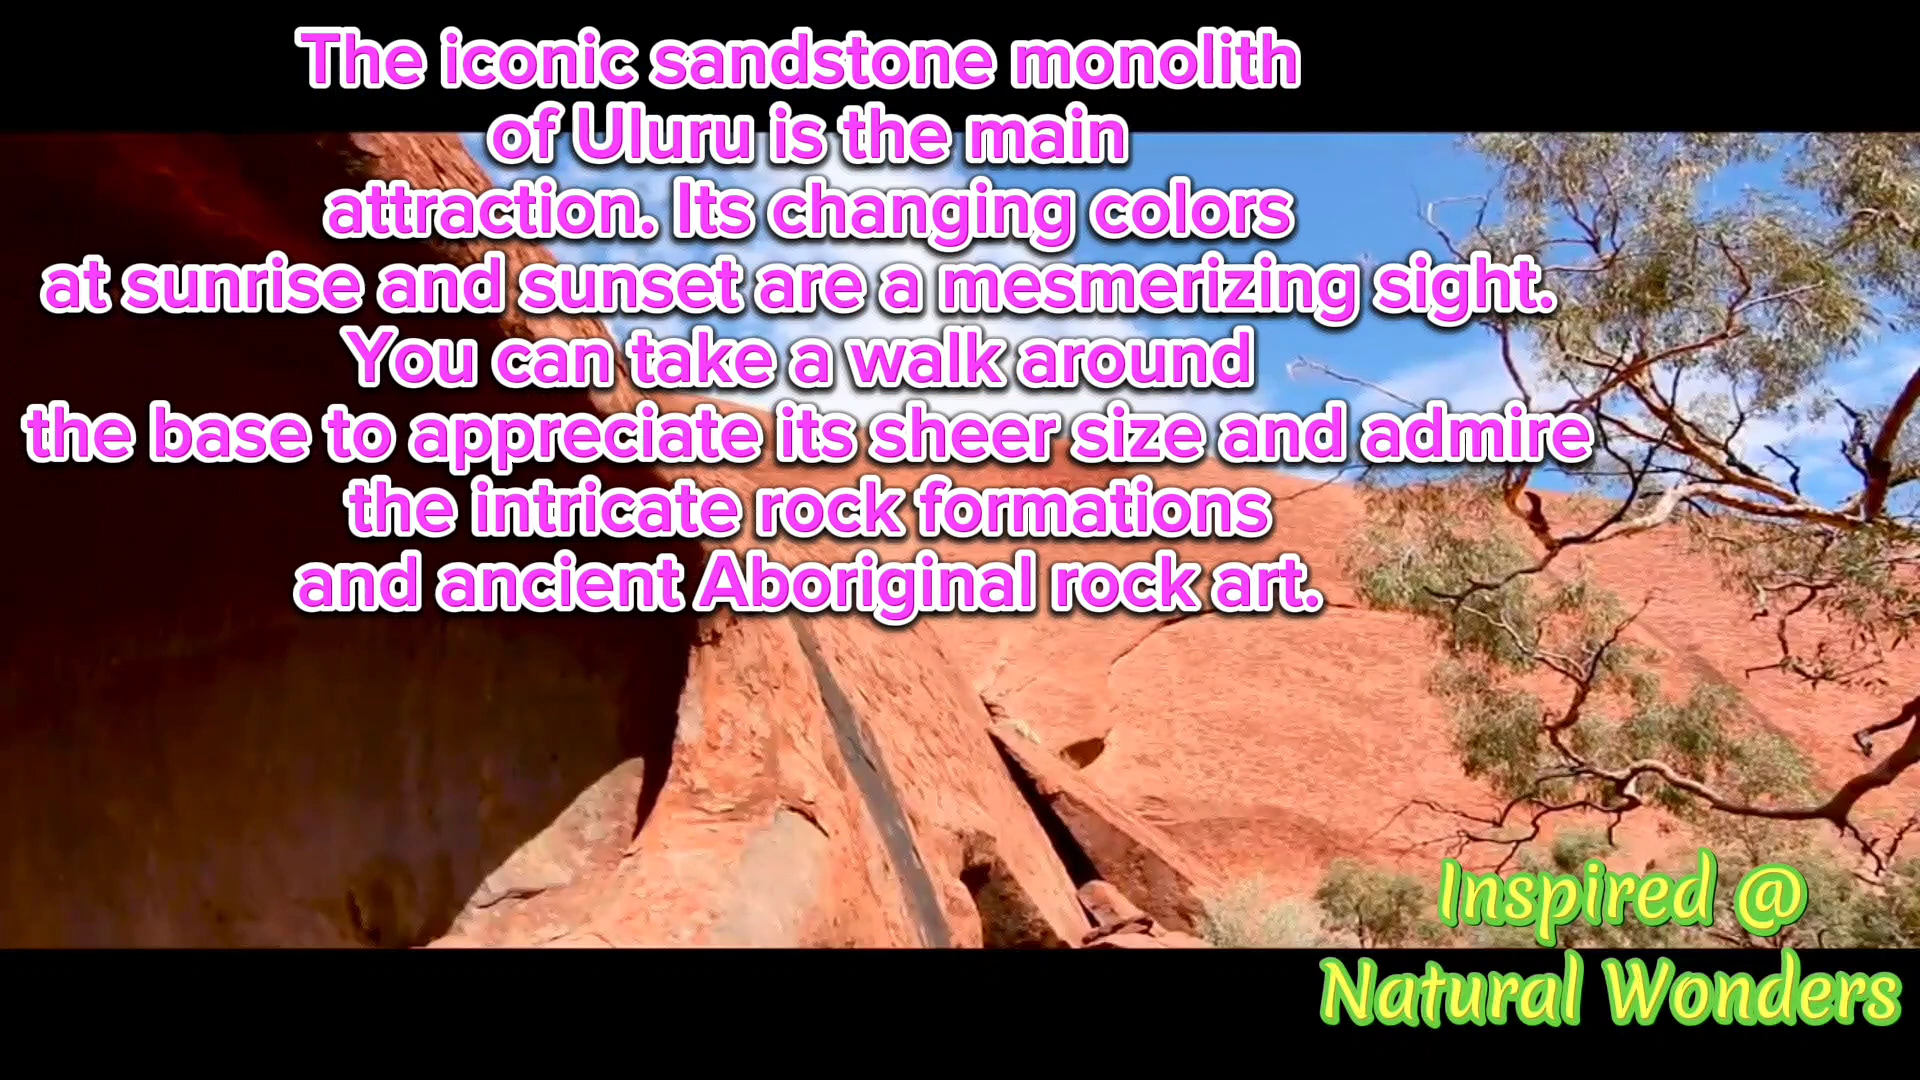 The iconic sandstone monolith
of Uluru is the main
attraction. Its changing colors
at sunrise and sunset are a mesmerizing sight.
You can take a walk around
the base to appreciate its sheer size and admire
the intricate rock formations
and ancient Aboriginal rock art.
Inspired @
Natural Wonders